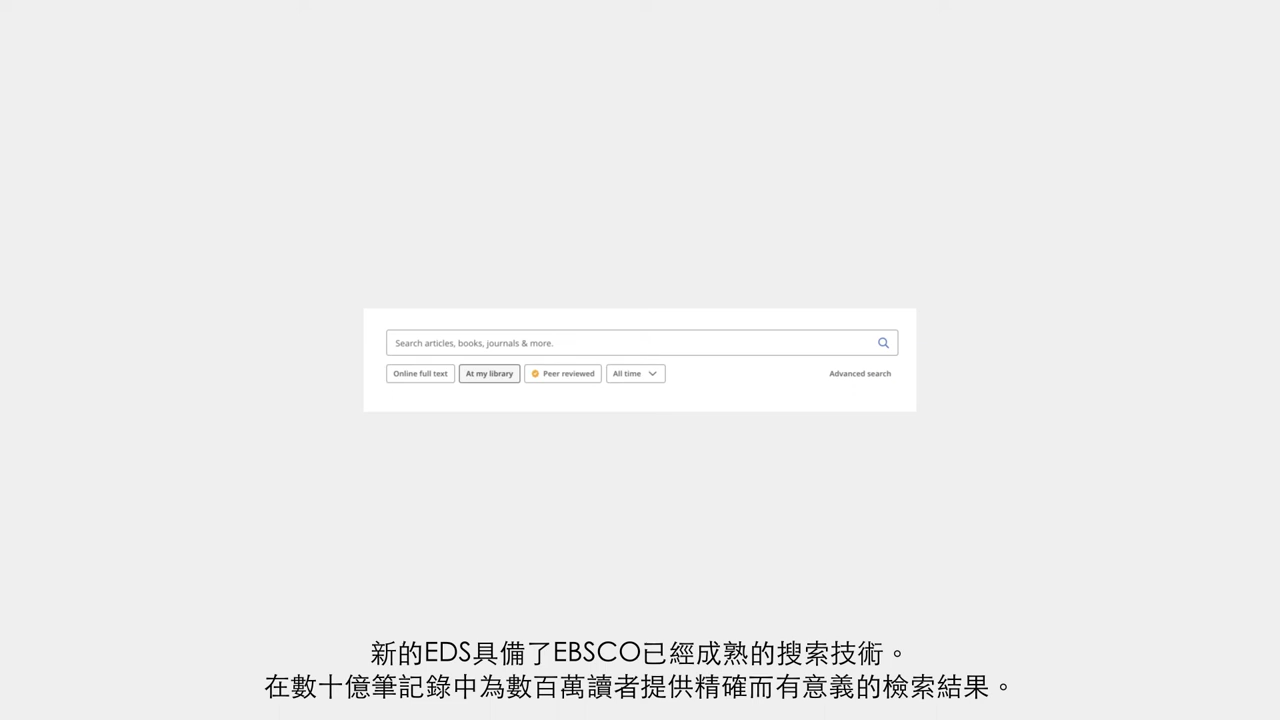 Search articles, books, journals & more.
Online full text At my library Peer reviewed All time Advanced search
新的EDS具備了EBSCO已經成熟的搜索技術。
在數十億筆記錄中為數百萬讀者提供精確而有意義的檢索結果。